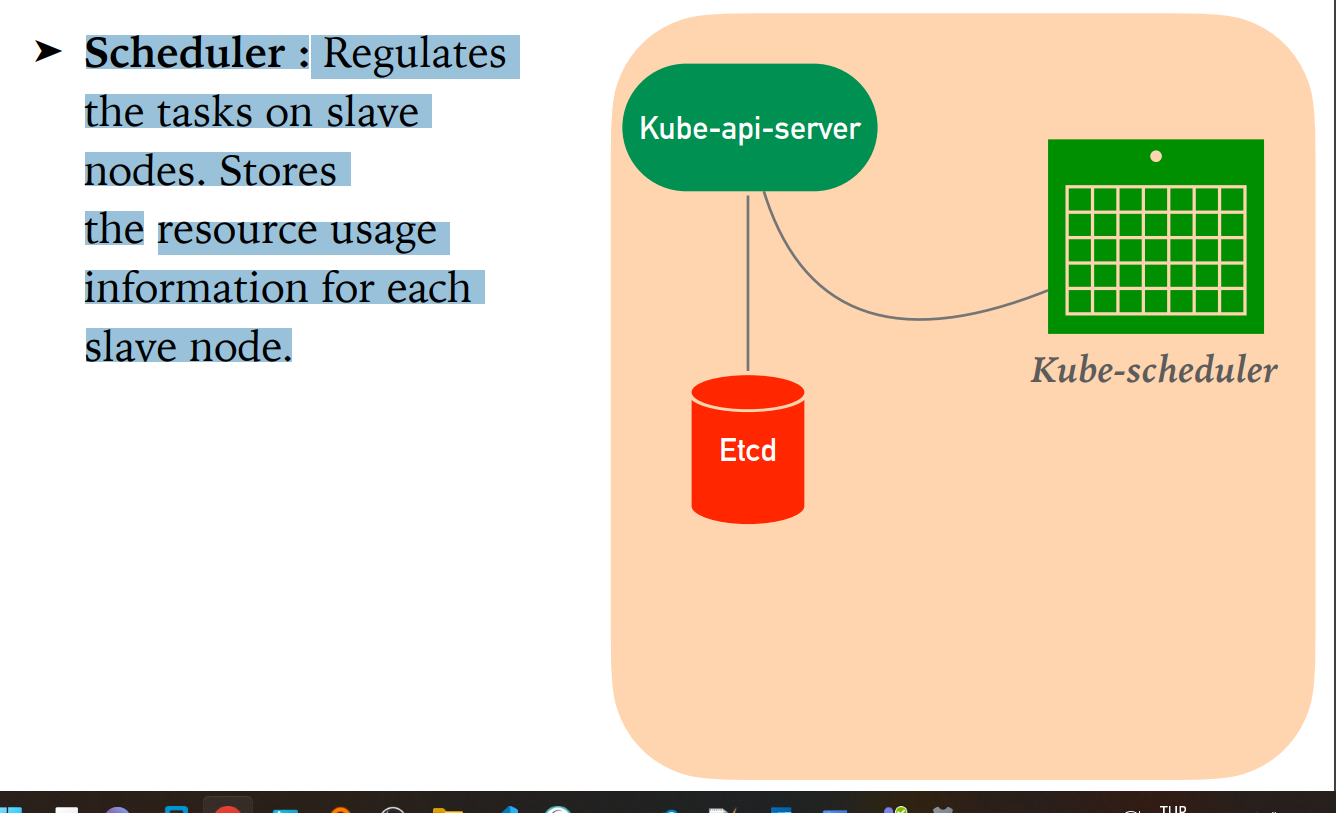 ➤ Scheduler : Regulates
the tasks on slave
nodes. Stores
the resource usage
information for each
slave node.
Kube-api-server
Kube-scheduler
Etcd